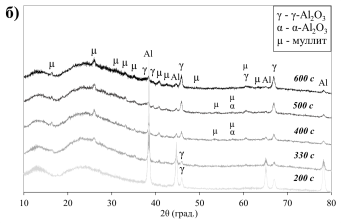 б)
γ - γ-Al₂O₃
α - α-Al₂O₃
μ - муллит
Al
γ γ
μ μ μ μ μ μ μ μ Al γ μ μ μ Al γ Al
600 с
μ
μ α
500 с
μ μ
α
400 с
γ
330 с
γ
200 с
10 20 30 40 50 60 70 80
2θ (град.)